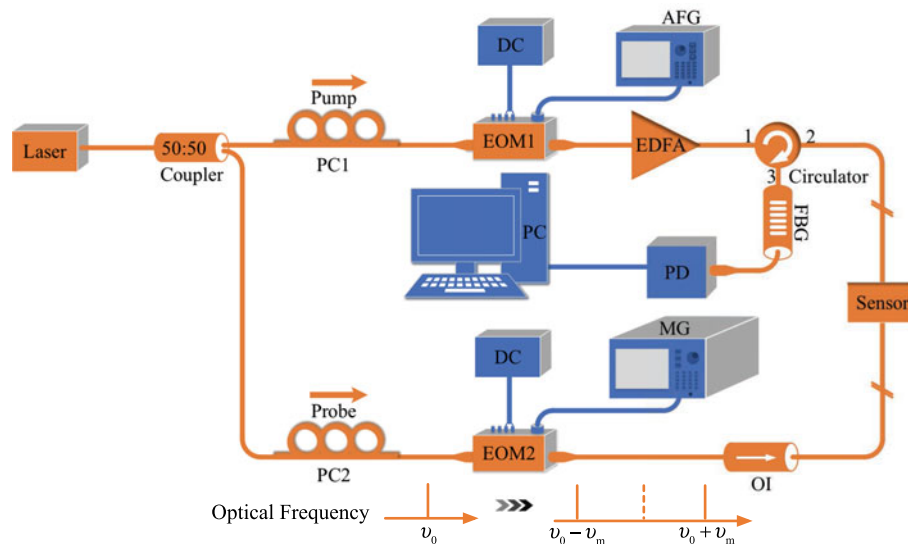 AFG
DC
Pump
Laser
50:50
Coupler
PC1
EOM1
EDFA
1
2
3
Circulator
FBG
PC
PD
Sensor
MG
DC
Probe
PC2
EOM2
OI
Optical Frequency
υ₀
υ₀ − υₘ
υ₀ + υₘ